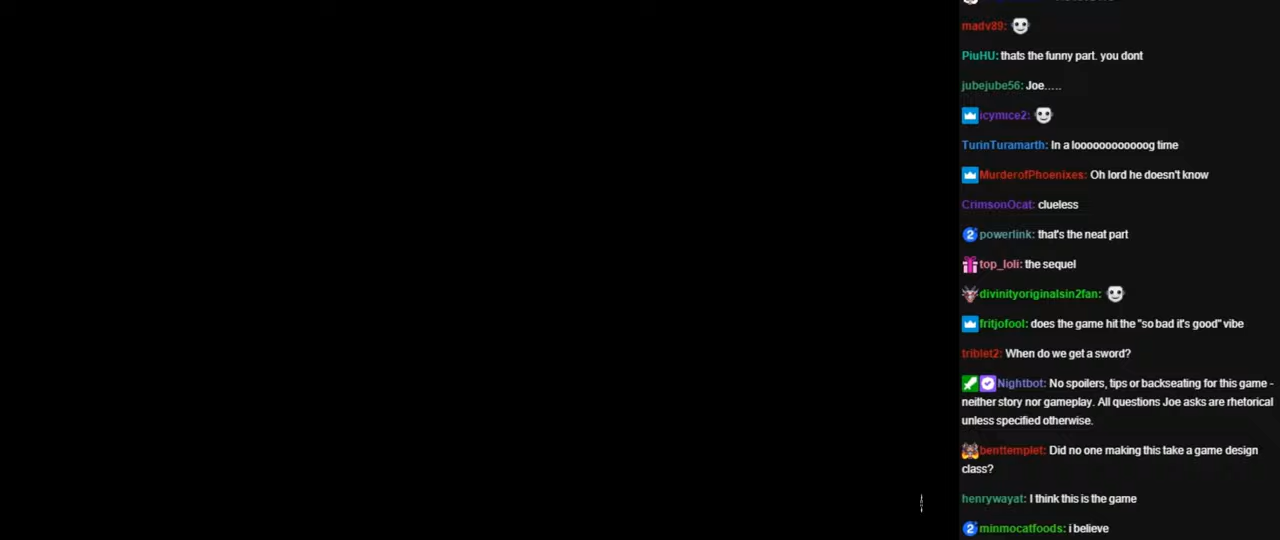 madv89:
PiuHU: thats the funny part. you dont
jubejube56: Joe.....
icymice2:
TurinTuramarth: In a loooooooooooog time
MurderofPhoenixes: Oh lord he doesn't know
CrimsonOcat: clueless
powerlink: that's the neat part
top_loli: the sequel
divinityoriginalsin2fan:
fritjofool: does the game hit the "so bad it's good" vibe
triblet2: When do we get a sword?
Nightbot: No spoilers, tips or backseating for this game -
neither story nor gameplay. All questions Joe asks are rhetorical
unless specified otherwise.
benttemplet: Did no one making this take a game design
class?
henrywayat: I think this is the game
minmocatfoods: i believe